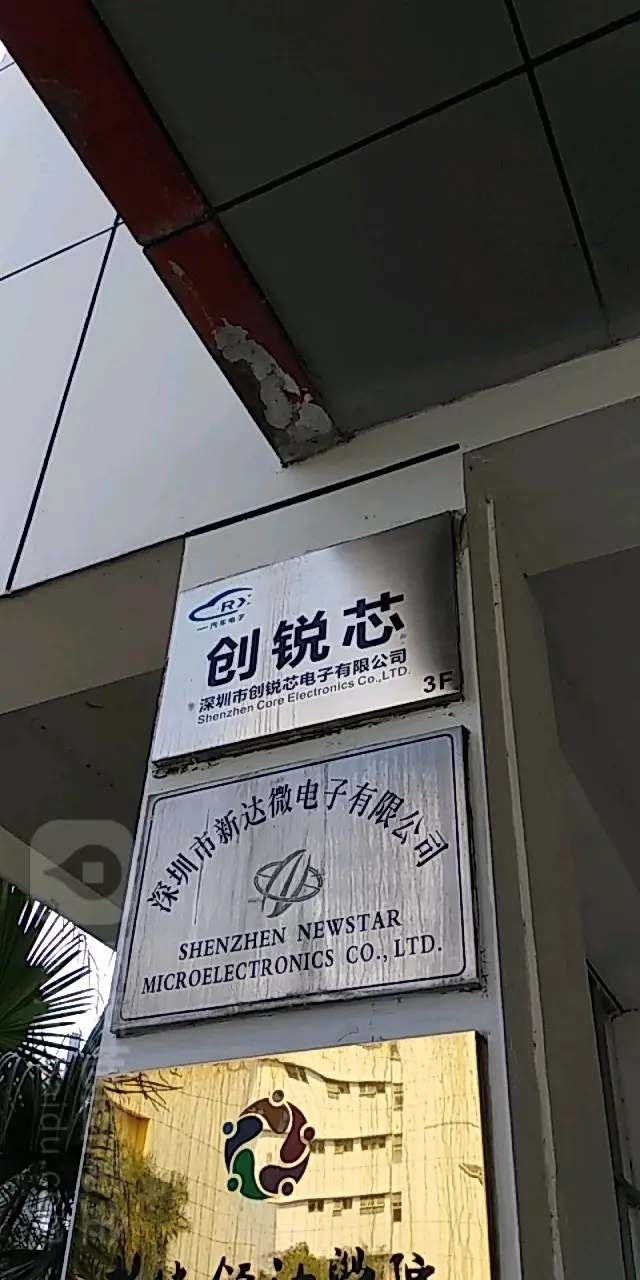 R
汽车电子
创锐芯
深圳市创锐芯电子有限公司
Shenzhen Core Electronics Co.,LTD.
3F
深圳市新达微电子有限公司
SHENZHEN NEWSTAR
MICROELECTRONICS CO., LTD.